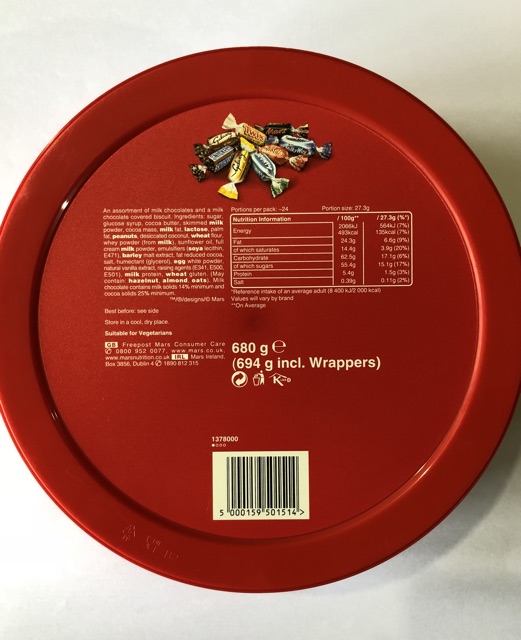 An assortment of milk chocolates and a milk
chocolate covered biscuit. Ingredients: sugar,
glucose syrup, cocoa butter, skimmed milk
powder, cocoa mass, milk fat, lactose, palm
fat, peanuts, desiccated coconut, wheat flour,
whey powder (from milk), sunflower oil, full
cream milk powder, emulsifiers (soya lecithin,
E471), barley malt extract, fat reduced cocoa,
salt, humectant (glycerol), egg white powder,
natural vanilla extract, raising agents (E341, E500,
E501), milk protein, wheat gluten. (May
contain: hazelnut, almond, oats). Milk
chocolate contains milk solids 14% minimum and
cocoa solids 25% minimum.
™/®/designs/© Mars
Best before: see side
Store in a cool, dry place.
Suitable for Vegetarians
GB Freepost Mars Consumer Care
0800 952 0077, www.mars.co.uk,
www.marsnutrition.co.uk IRL Mars Ireland,
Box 3856, Dublin 4 1890 812 315
Portions per pack: ~24 Portion size: 27.3g
Nutrition Information /100g** /27.3g (%*)
Energy 2066kJ 564kJ (7%)
493kcal 135kcal (7%)
Fat 24.3g 6.6g (9%)
of which saturates 14.4g 3.9g (20%)
Carbohydrate 62.5g 17.1g (6%)
of which sugars 55.4g 15.1g (17%)
Protein 5.4g 1.5g (3%)
Salt 0.39g 0.11g (2%)
*Reference intake of an average adult (8 400 kJ/2 000 kcal)
Values will vary by brand
**On Average
680 g ℮
(694 g incl. Wrappers)
1378000
5 000159 501514 >